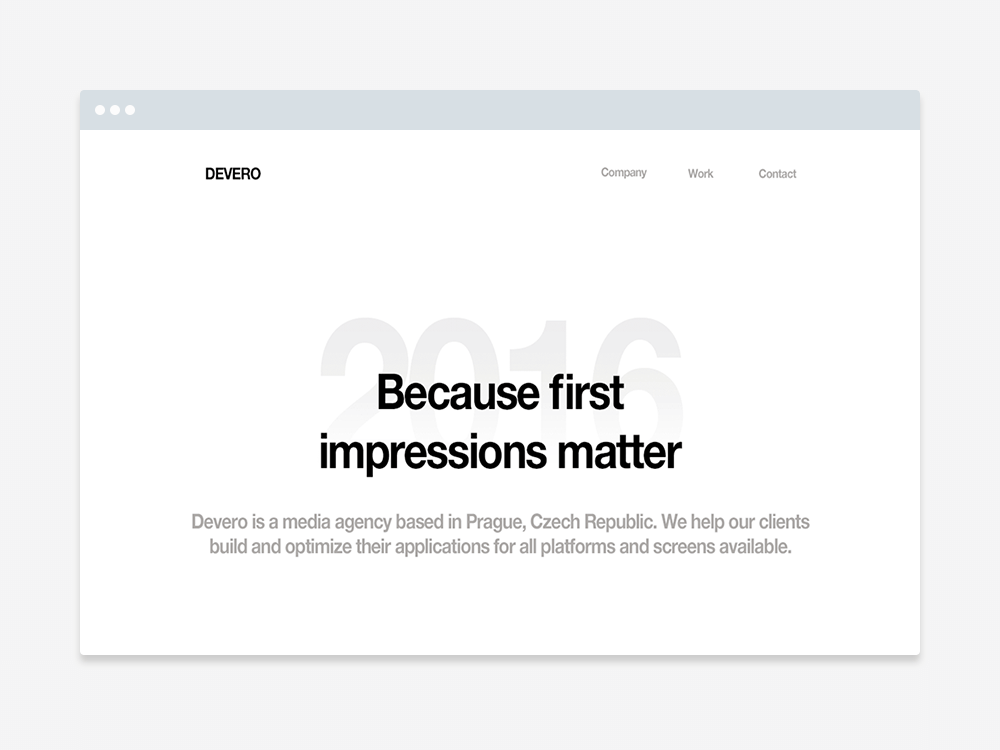 DEVERO
Company Work Contact
2016
Because first
impressions matter
Devero is a media agency based in Prague, Czech Republic. We help our clients
build and optimize their applications for all platforms and screens available.